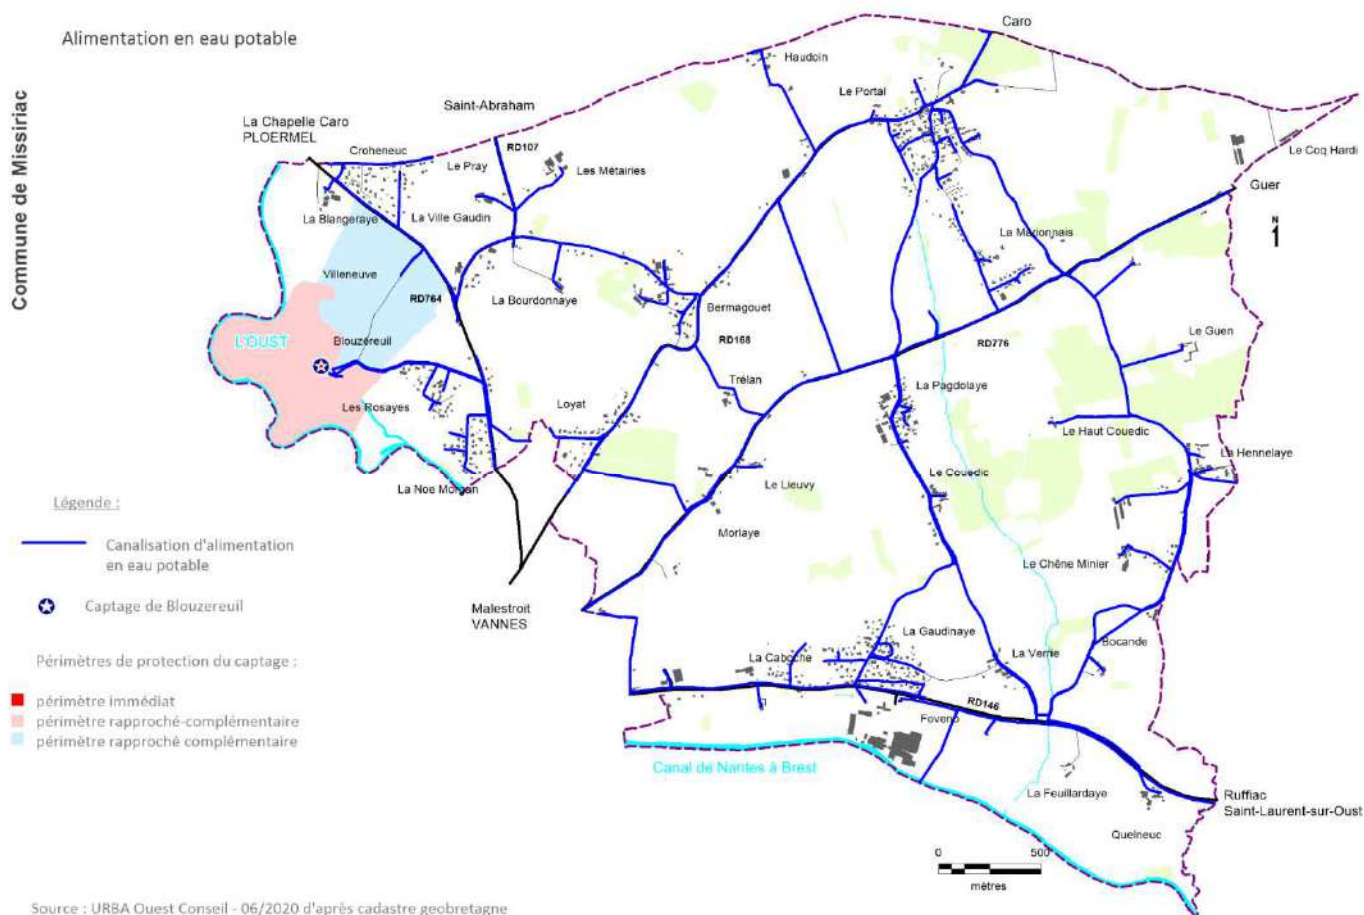 Alimentation en eau potable
Commune de Missiriac
Caro
Haudoin
Le Portal
Saint-Abraham
La Chapelle Caro
PLOERMEL
Croheneuc
RD107
Le Pray
Les Métairies
Le Coq Hardi
Guer
N
1
La Blangeraye
La Ville Gaudin
La Marionnais
Villeneuve
RD764
La Bourdonnaye
Bermagouet
L'OUST
Blouzéreuil
RD168
RD776
Le Guen
Trélan
La Pagdolaye
Les Rosayes
Loyat
Le Haut Couedic
La Hennelaye
La Noe Morgan
Le Lieuvy
Le Couedic
Légende :
Canalisation d'alimentation
en eau potable
Morlaye
Le Chêne Minier
Captage de Blouzereuil
Malestroit
VANNES
La Gaudinaye
La Caboche
La Verrie
Bocande
Périmètres de protection du captage :
périmètre immédiat
périmètre rapproché-complémentaire
périmètre rapproché complémentaire
RD146
Foveno
Canal de Nantes à Brest
La Feuillardaye
Ruffiac
Saint-Laurent-sur-Oust
Quelneuc
0 500
mètres
Source : URBA Ouest Conseil - 06/2020 d'après cadastre geobretagne